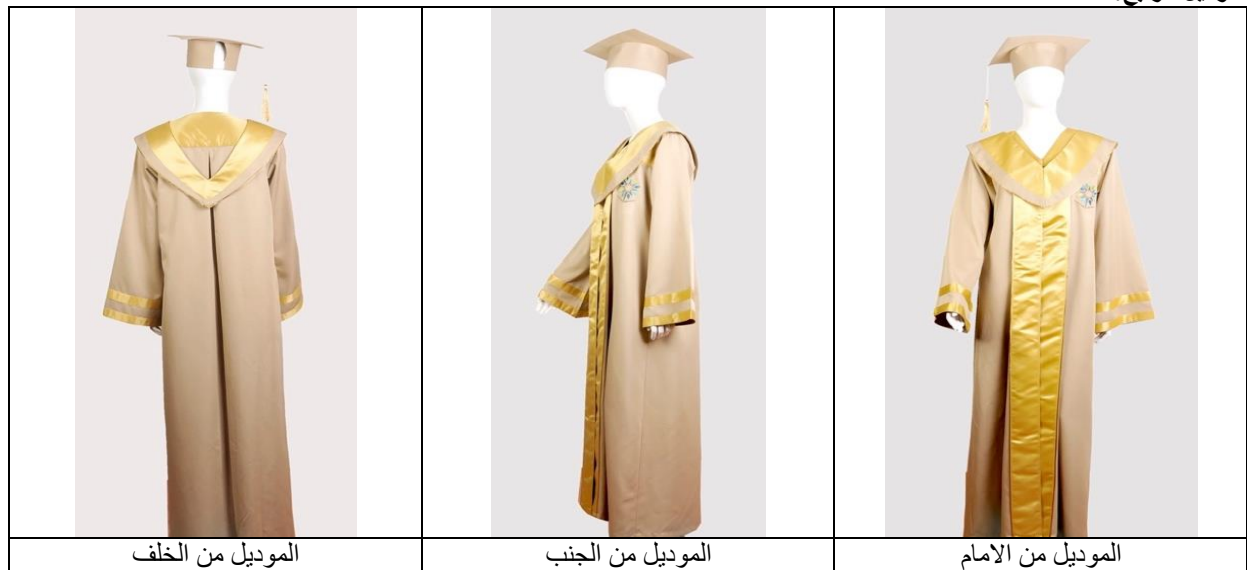 الموديل من الامام
الموديل من الجنب
الموديل من الخلف